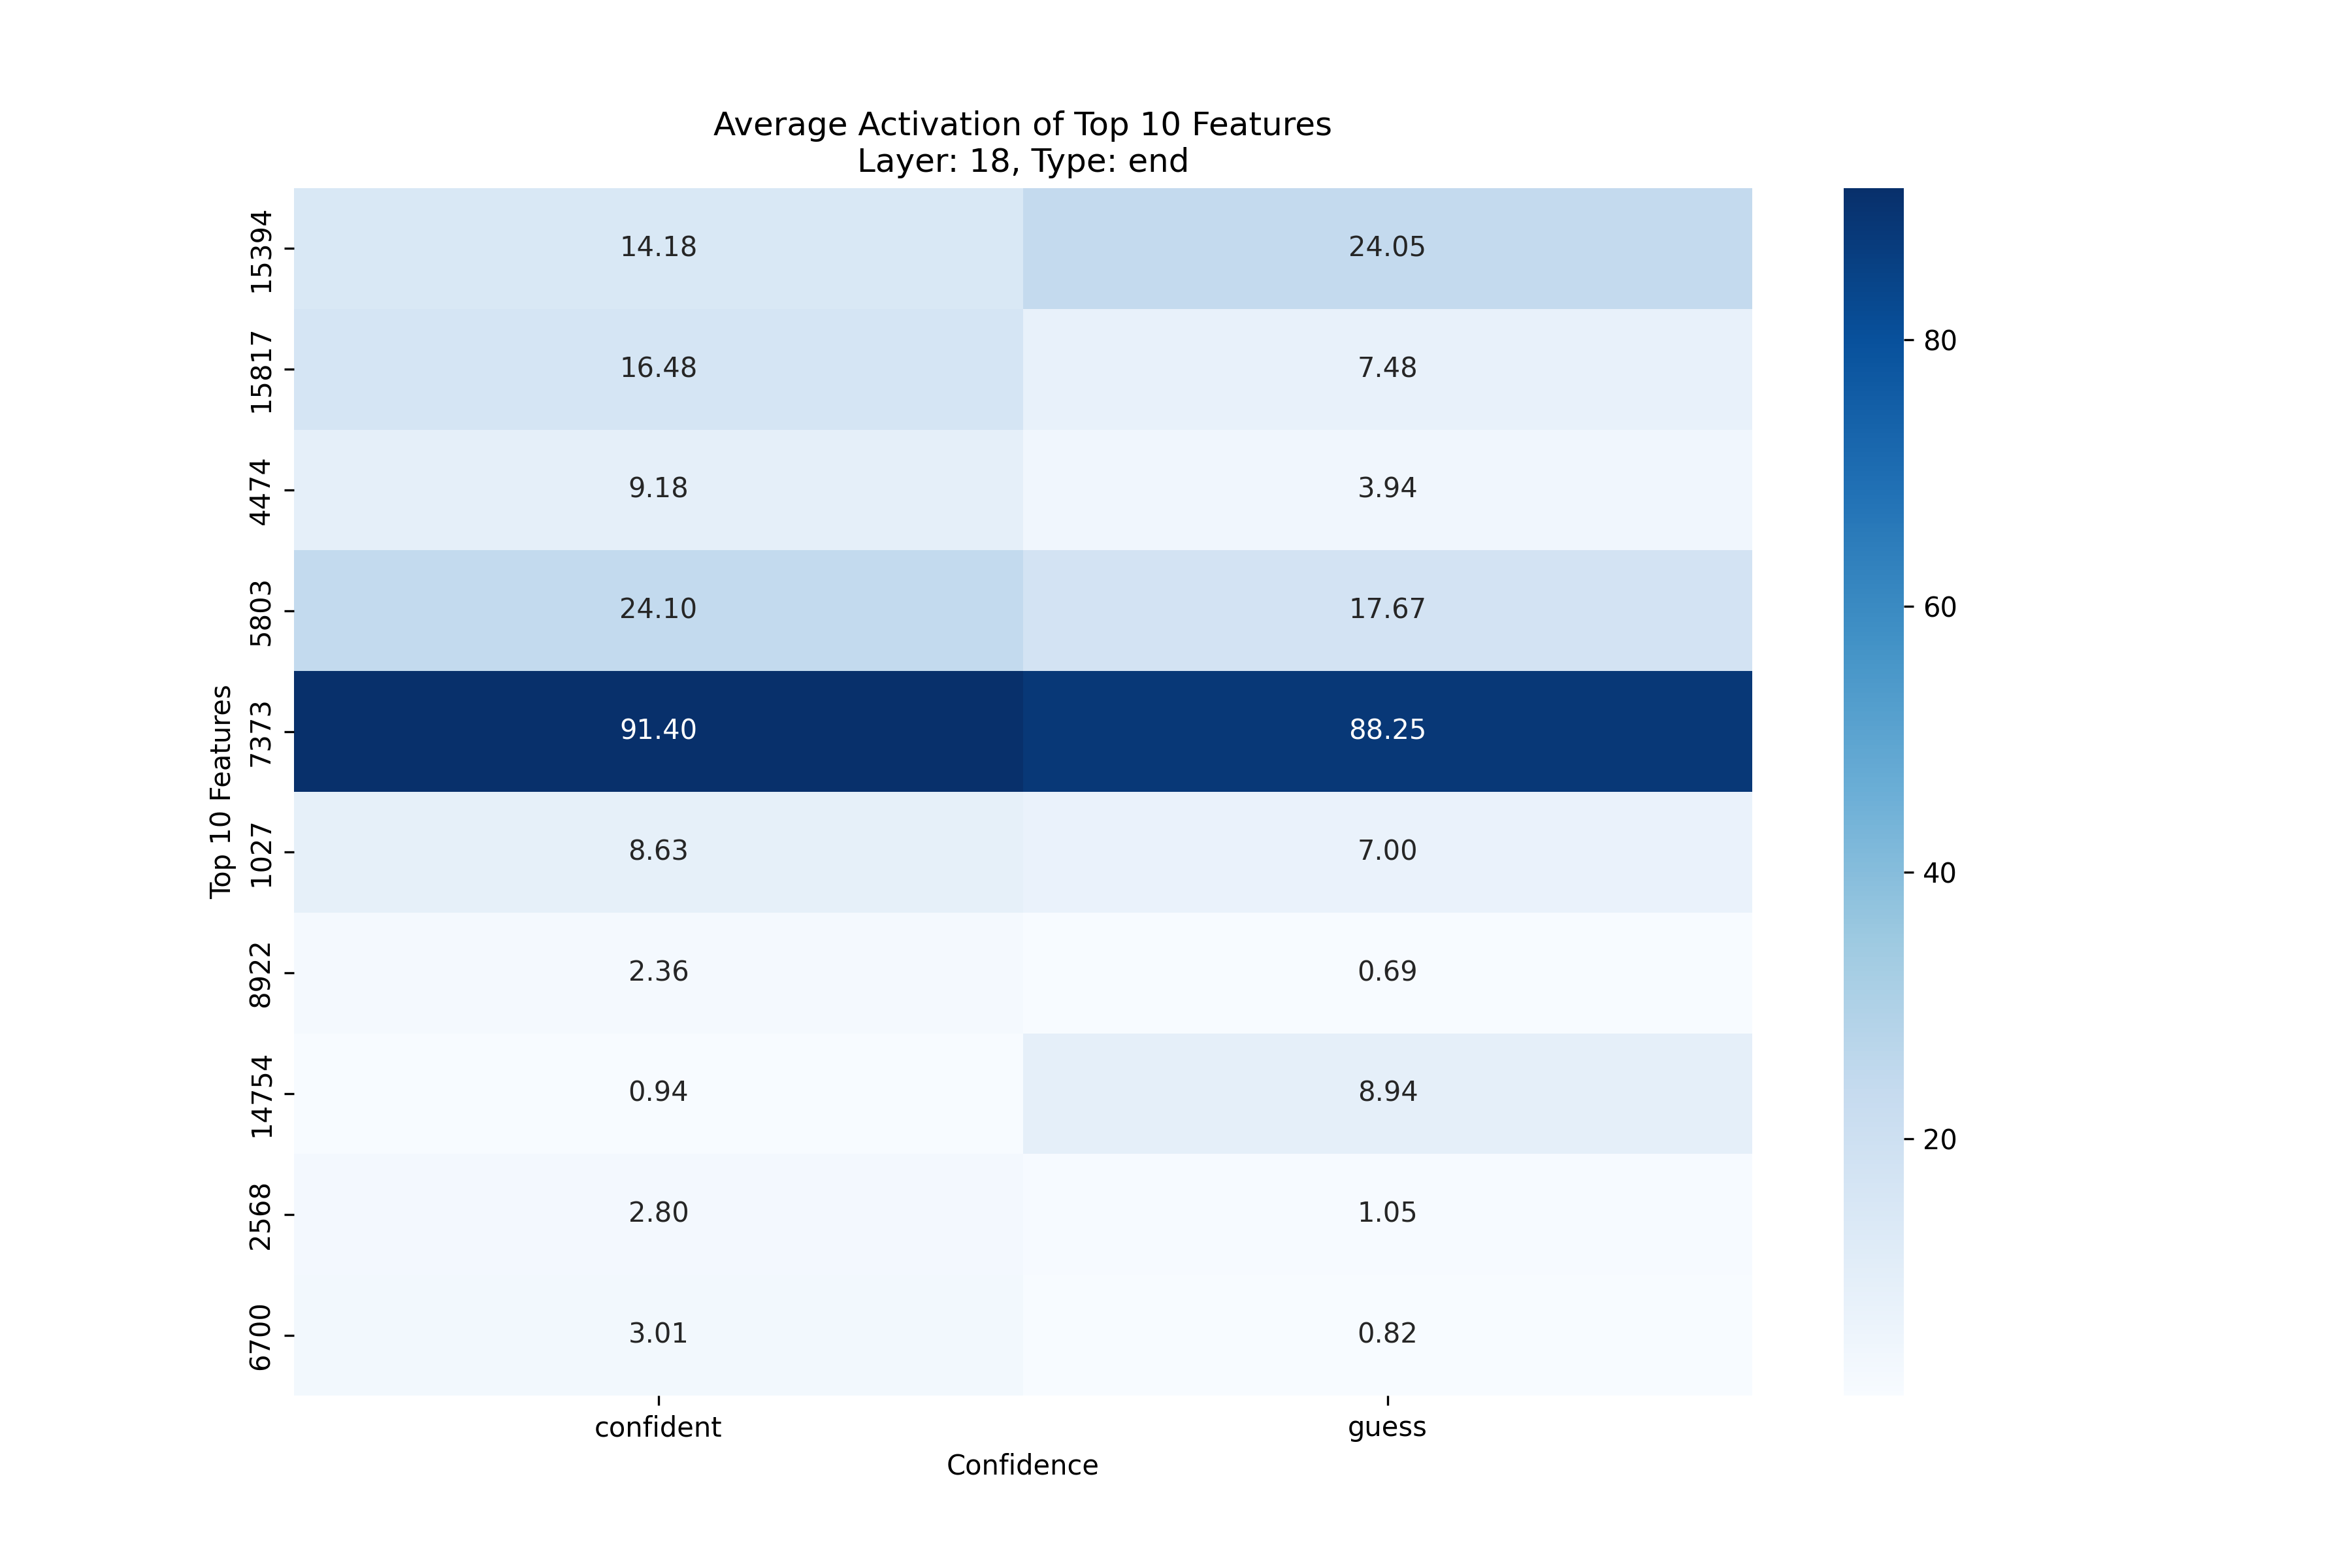 Average Activation of Top 10 Features
Layer: 18, Type: end
Top 10 Features
15394 14.18 24.05
15817 16.48 7.48
4474 9.18 3.94
5803 24.10 17.67
7373 91.40 88.25
1027 8.63 7.00
8922 2.36 0.69
14754 0.94 8.94
2568 2.80 1.05
6700 3.01 0.82
confident guess
Confidence
80
60
40
20